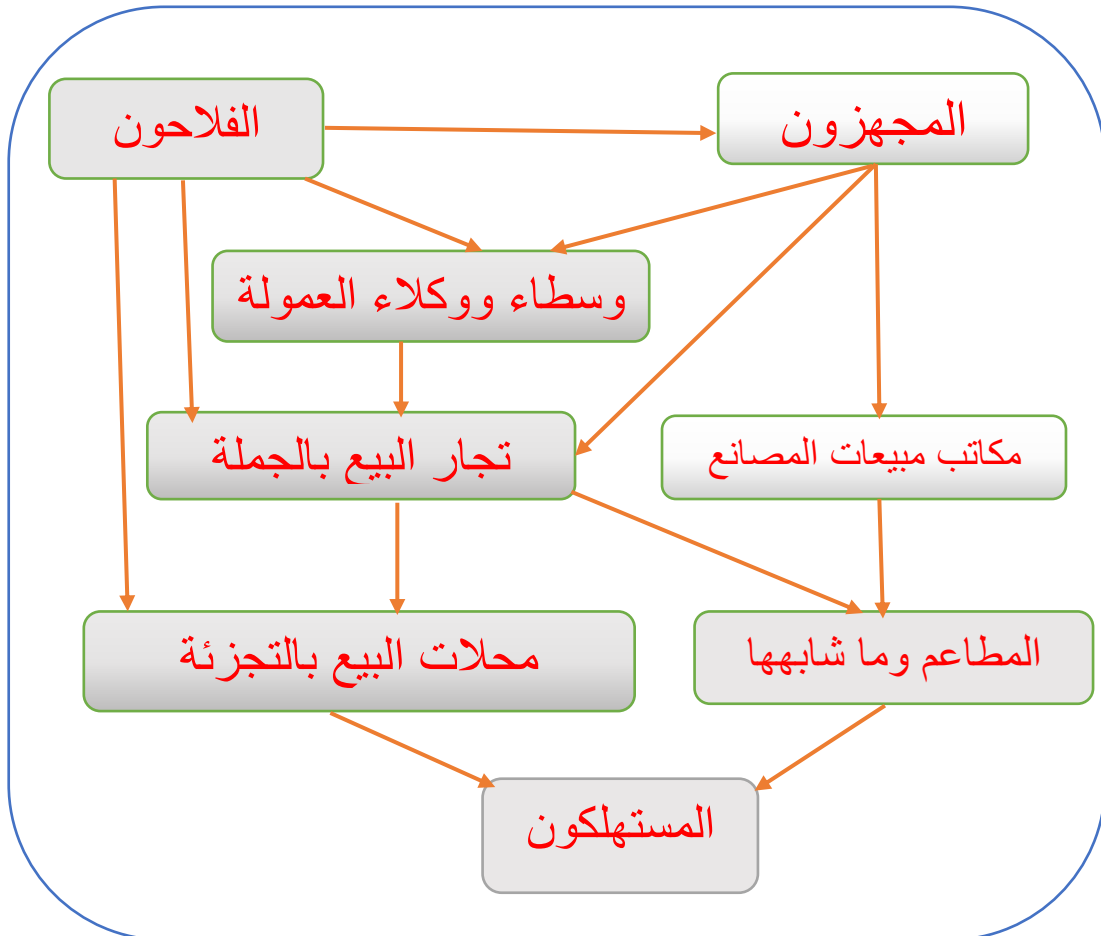 المجهزون
الفلاحون
وسطاء ووكلاء العمولة
مكاتب مبيعات المصانع
تجار البيع بالجملة
المطاعم وما شابهها
محلات البيع بالتجزئة
المستهلكون